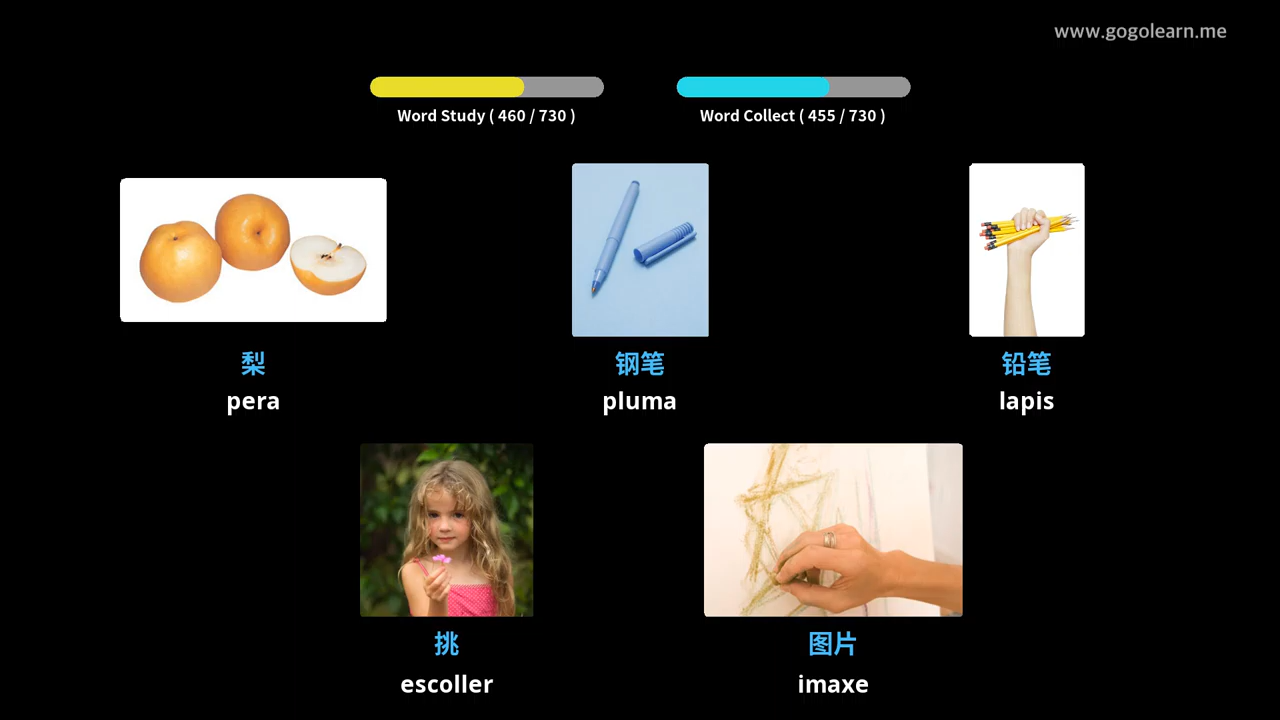 www.gogolearn.me
Word Study ( 460 / 730 )
Word Collect ( 455 / 730 )
梨
钢笔
铅笔
pera
pluma
lapis
挑
图片
escoller
imaxe